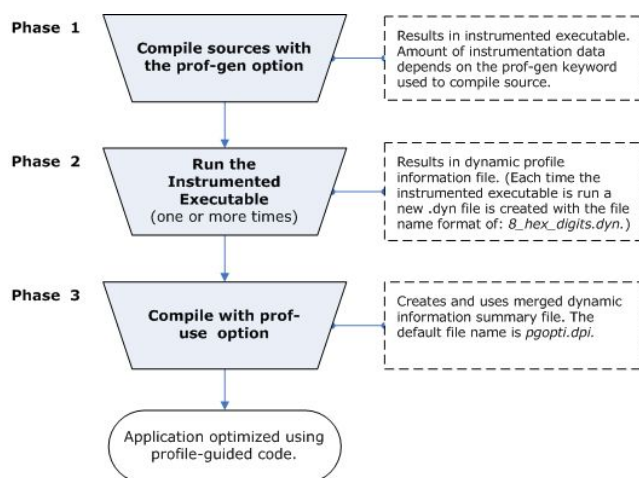 Phase 1
Compile sources with
the prof-gen option
Results in instrumented executable.
Amount of instrumentation data
depends on the prof-gen keyword
used to compile source.
Phase 2
Run the
Instrumented
Executable
(one or more times)
Results in dynamic profile
information file. (Each time the
instrumented executable is run a
new .dyn file is created with the file
name format of: 8_hex_digits.dyn.)
Phase 3
Compile with prof-
use option
Creates and uses merged dynamic
information summary file. The
default file name is pgopti.dpi.
Application optimized using
profile-guided code.